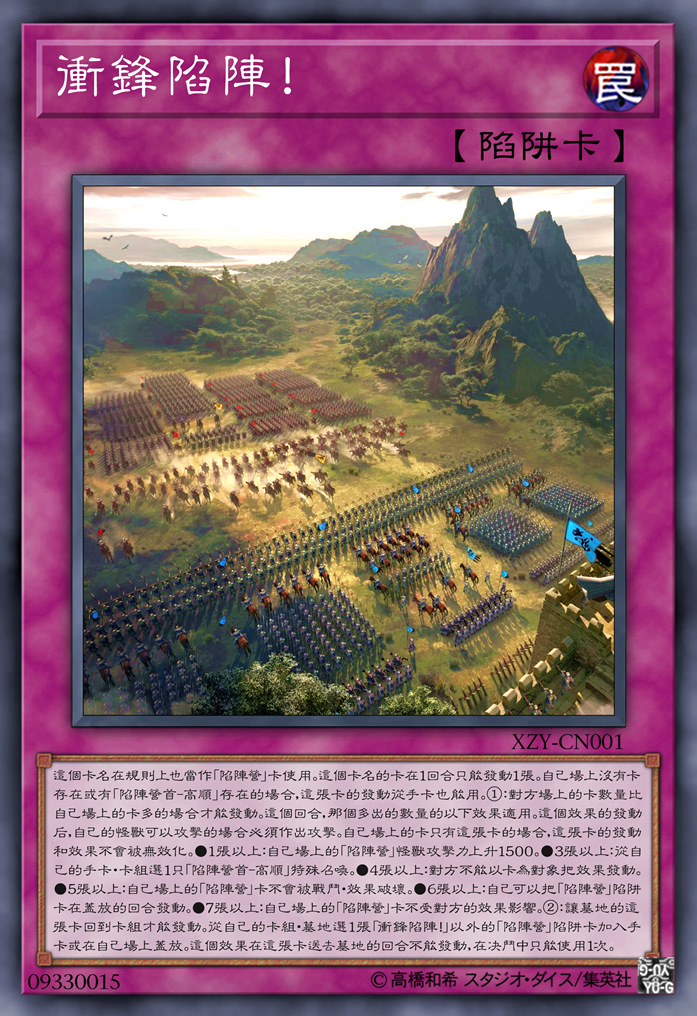 衝鋒陷陣!
罠
【陷阱卡】
XZY-CN001
這個卡名在規則上也當作「陷陣營」卡使用。這個卡名的卡在1回合只能發動1張。自己場上沒有卡
存在或有「陷陣營首-高順」存在的場合,這張卡的發動從手卡也能用。①:對方場上的卡數量比
自己場上的卡多的場合才能發動。這個回合,那個多出的數量的以下效果適用。這個效果的發動
后,自己的怪獸可以攻擊的場合必須作出攻擊。自己場上的卡只有這張卡的場合,這張卡的發動
和效果不會被無效化。●1張以上:自己場上的「陷陣營」怪獸攻擊力上升1500。●3張以上:從自
己的手卡·卡組選1只「陷陣營首-高順」特殊召喚。●4張以上:對方不能以卡為對象把效果發動。
●5張以上:自己場上的「陷陣營」卡不會被戰鬥·效果破壞。●6張以上:自己可以把「陷陣營」陷阱
卡在蓋放的回合發動。●7張以上:自己場上的「陷陣營」卡不受對方的效果影響。②:讓墓地的這
張卡回到卡組才能發動。從自己的卡組·墓地選1張「衝鋒陷陣!」以外的「陷陣營」陷阱卡加入手
卡或在自己場上蓋放。這個效果在這張卡送去墓地的回合不能發動,在決鬥中只能使用1次。
09330015
©高橋和希 スタジオ·ダイス/集英社